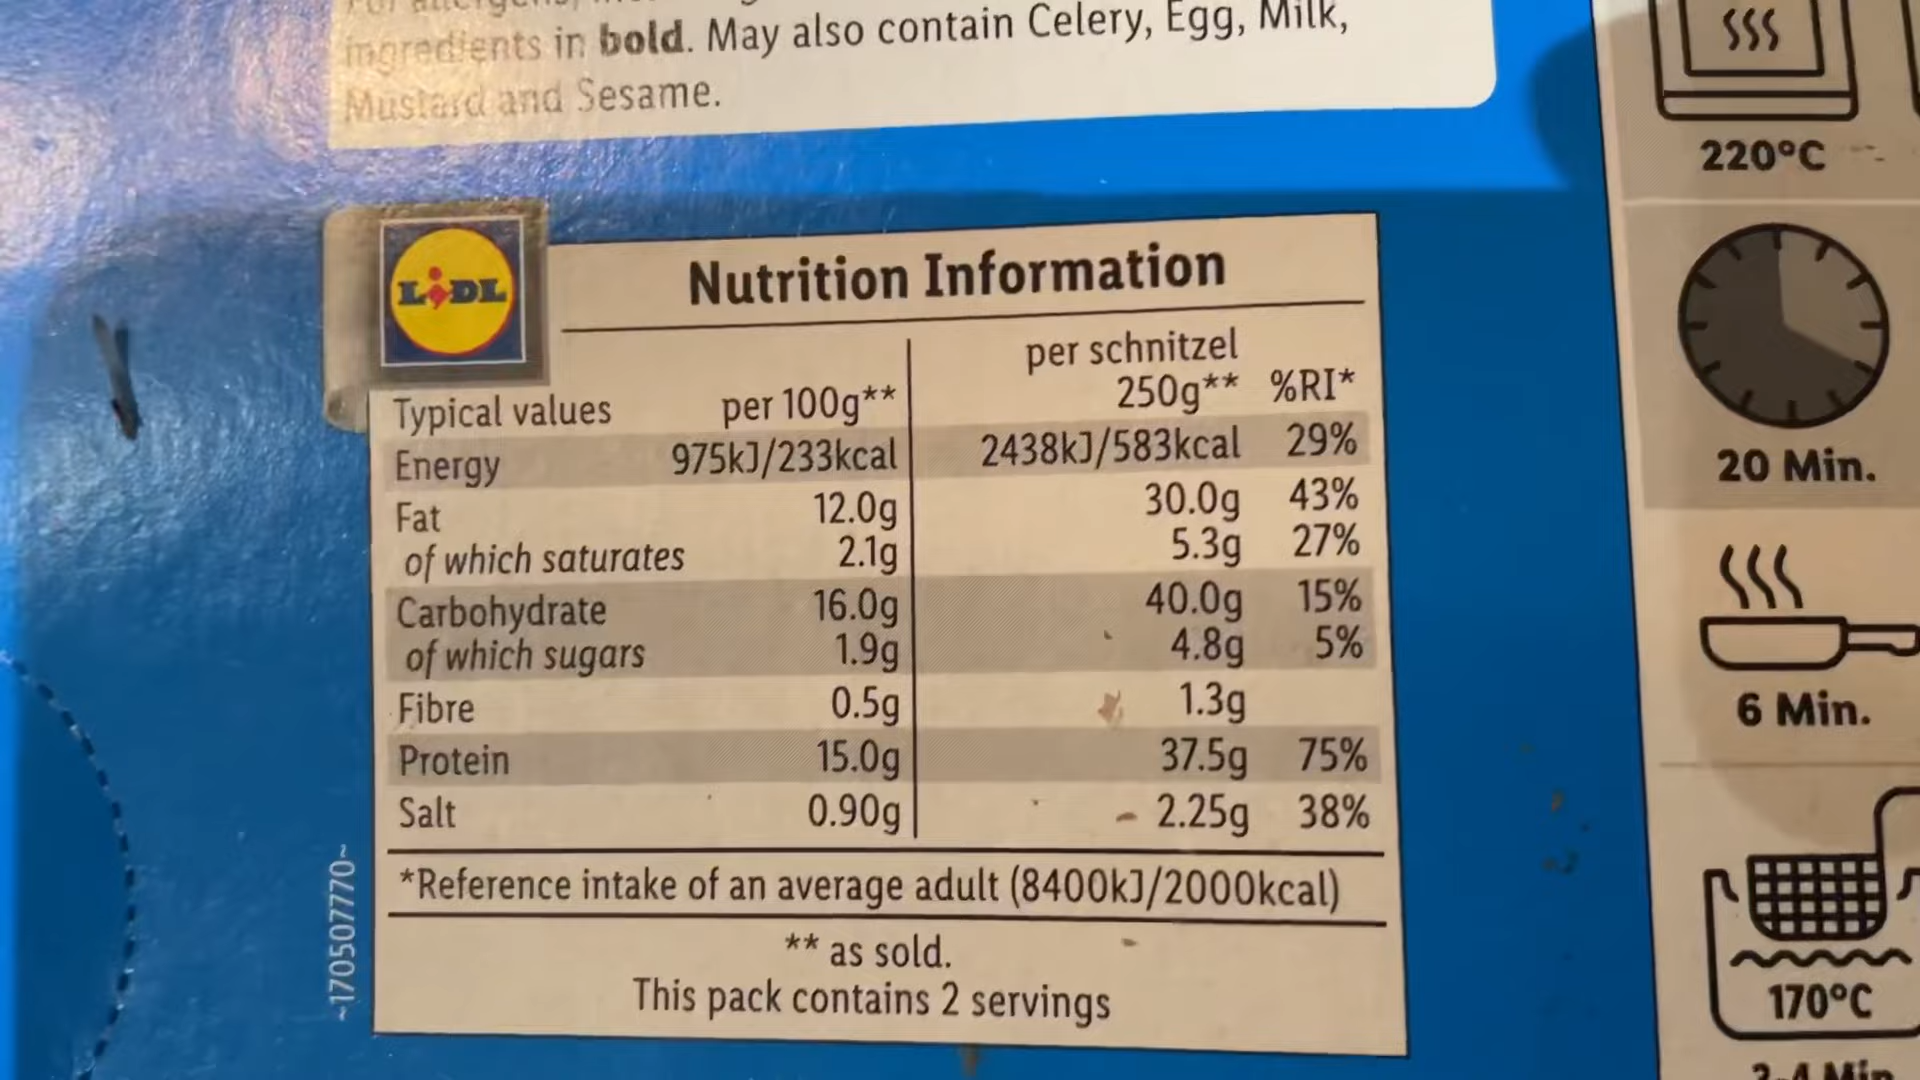 ingredients in bold. May also contain Celery, Egg, Milk,
Mustard and Sesame.
LIDL
Nutrition Information
Typical values per 100g** per schnitzel 250g** %RI*
Energy 975kJ/233kcal 2438kJ/583kcal 29%
Fat 12.0g 30.0g 43%
of which saturates 2.1g 5.3g 27%
Carbohydrate 16.0g 40.0g 15%
of which sugars 1.9g 4.8g 5%
Fibre 0.5g 1.3g
Protein 15.0g 37.5g 75%
Salt 0.90g 2.25g 38%
*Reference intake of an average adult (8400kJ/2000kcal)
** as sold.
This pack contains 2 servings
~170507770~
220°C
20 Min.
6 Min.
170°C
3-4 Min